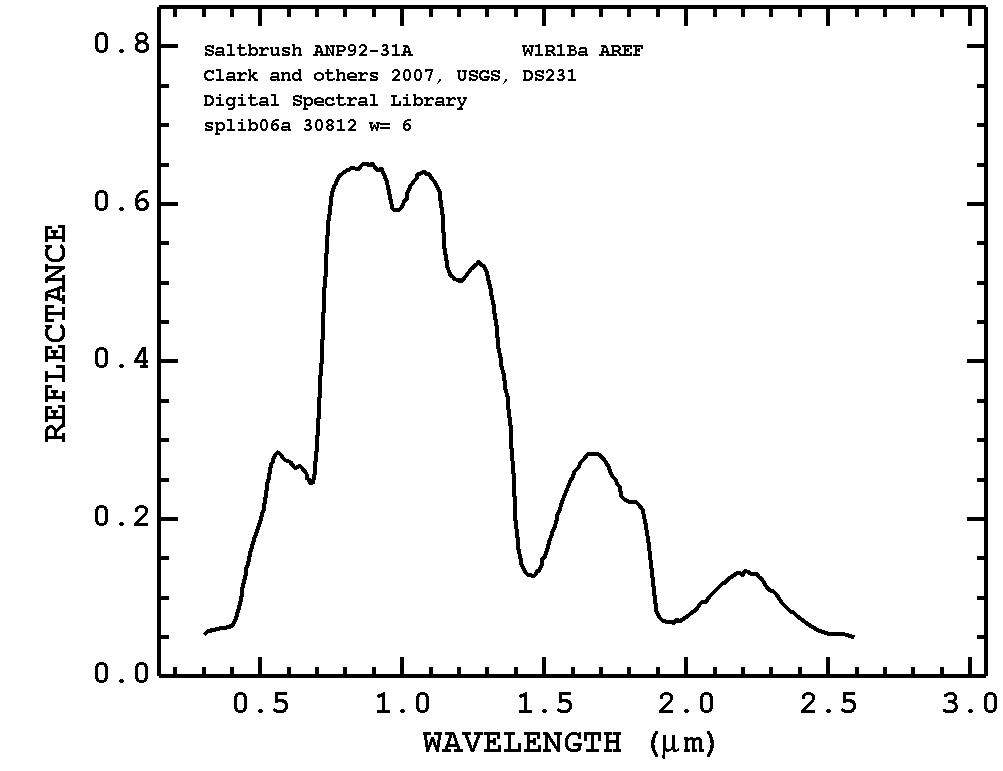 Saltbrush ANP92-31A W1R1Ba AREF
Clark and others 2007, USGS, DS231
Digital Spectral Library
splib06a 30812 w= 6
REFLECTANCE
0.8
0.6
0.4
0.2
0.0
0.5 1.0 1.5 2.0 2.5 3.0
WAVELENGTH (μm)